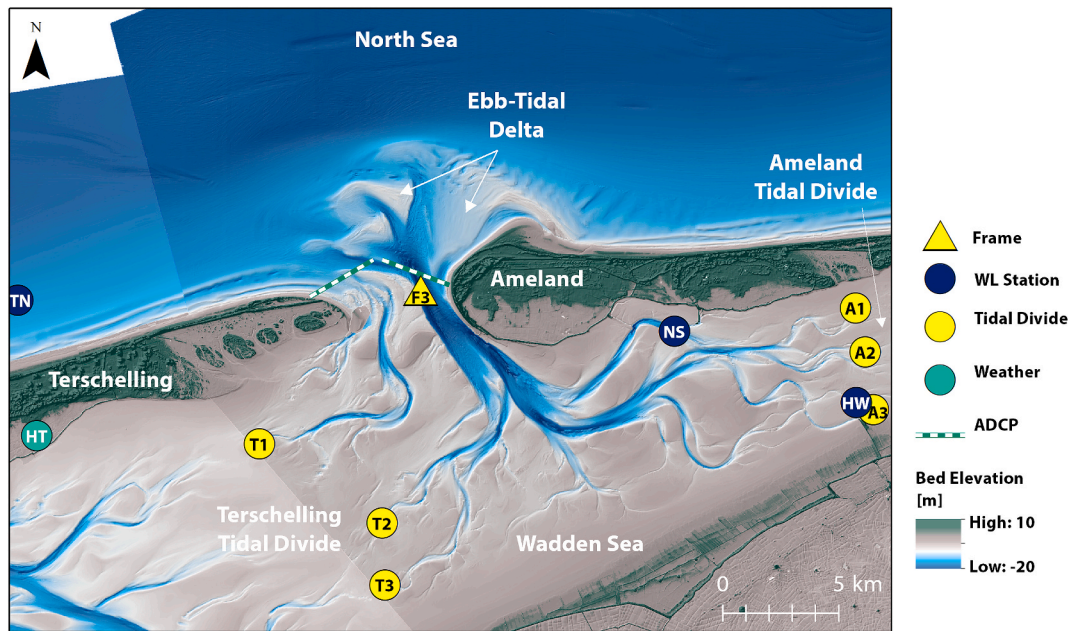 N
North Sea
Ebb-Tidal
Delta
Ameland
Tidal Divide
Frame
TN
F3
Ameland
NS
A1
WL Station
A2
Tidal Divide
Terschelling
HW
A3
Weather
HT
T1
ADCP
Terschelling
Tidal Divide
T2
Wadden Sea
T3
0
5 km
Bed Elevation
[m]
High: 10
Low: -20